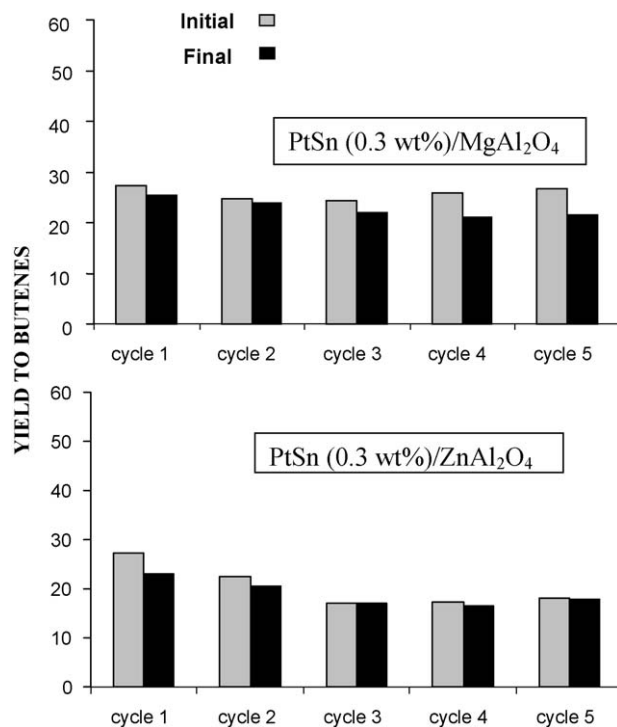 Initial
Final
60
50
40
30
20
10
0
PtSn (0.3 wt%)/MgAl₂O₄
cycle 1 cycle 2 cycle 3 cycle 4 cycle 5
YIELD TO BUTENES
60
50
40
30
20
10
0
PtSn (0.3 wt%)/ZnAl₂O₄
cycle 1 cycle 2 cycle 3 cycle 4 cycle 5